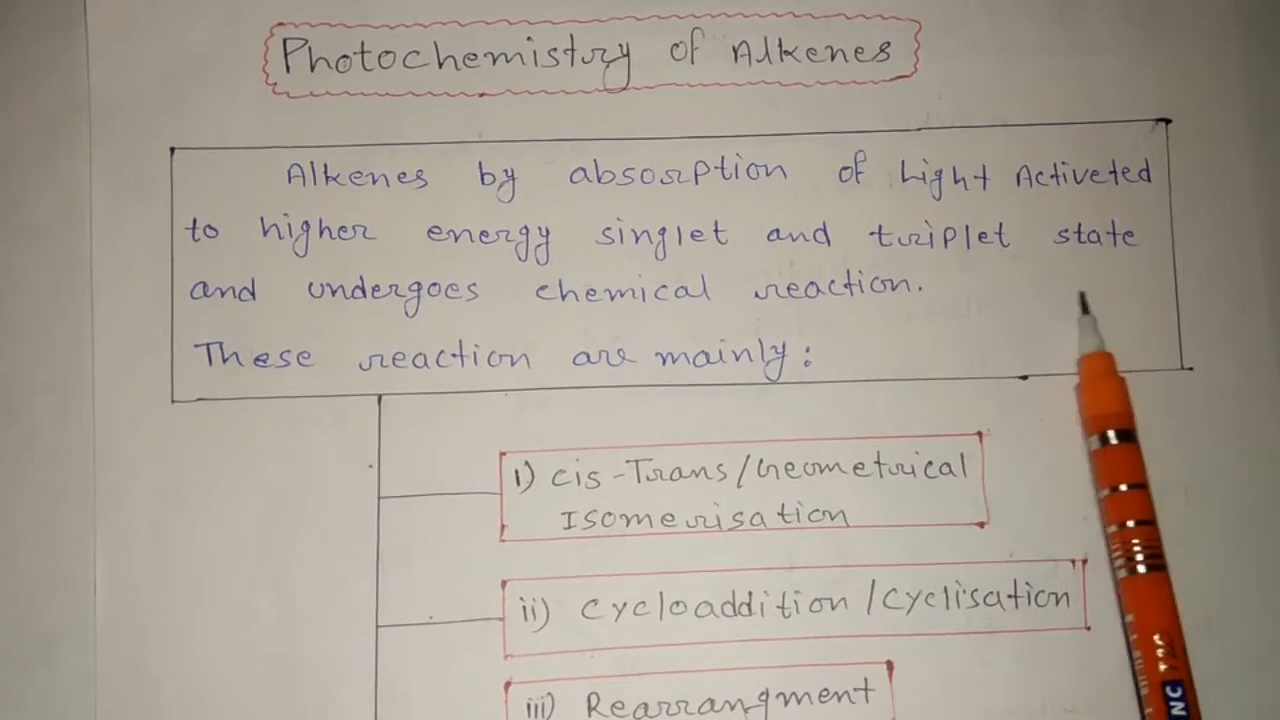 Photochemistry of Alkenes
Alkenes by absorption of Light Activeted
to higher energy singlet and triplet state
and undergoes chemical reaction.
These reaction are mainly:
i) cis-Trans/Geometrical
Isomerisation
ii) Cycloaddition/Cyclisation
iii) Rearrangment